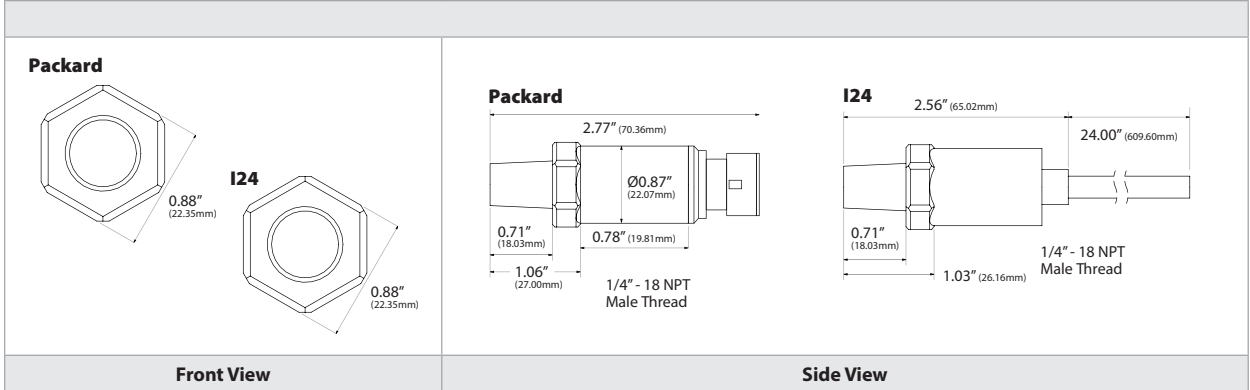 Packard
0.88” (22.35mm)
I24
0.88” (22.35mm)
Packard
2.77” (70.36mm)
Ø0.87”
(22.07mm)
0.71”
(18.03mm)
0.78” (19.81mm)
1.06”
(27.00mm)
1/4” - 18 NPT
Male Thread
I24
2.56” (65.02mm)
24.00” (609.60mm)
0.71”
(18.03mm)
1.03” (26.16mm)
1/4” - 18 NPT
Male Thread
Front View
Side View